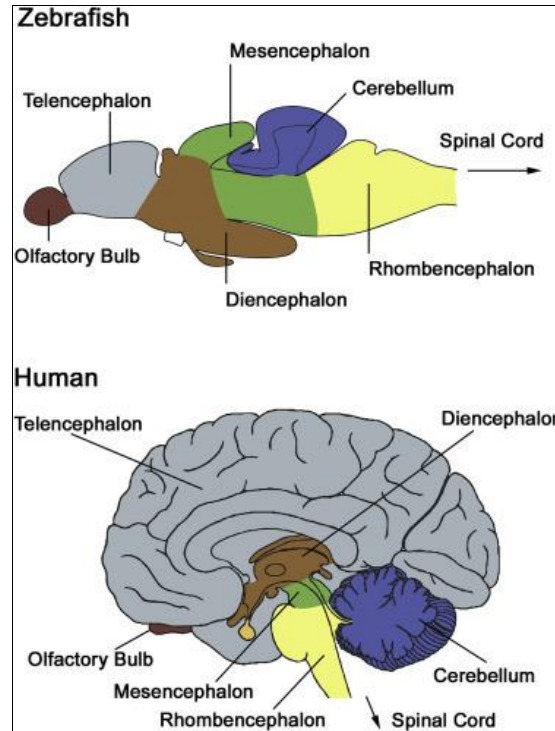 Zebrafish
Mesencephalon
Telencephalon
Cerebellum
Spinal Cord
Olfactory Bulb
Rhombencephalon
Diencephalon
Human
Telencephalon
Diencephalon
Olfactory Bulb
Mesencephalon
Cerebellum
Rhombencephalon
Spinal Cord